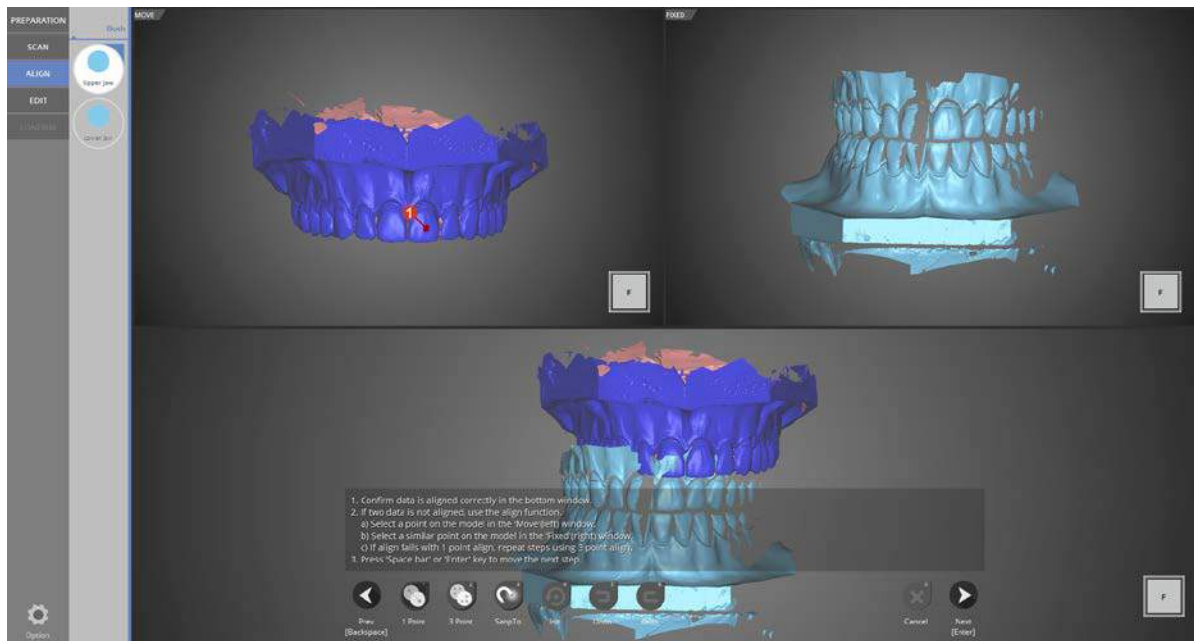 PREPARATION
SCAN
ALIGN
EDIT
Upper Jaw
MOVE
1
F
FIXED
F
1. Confirm data is aligned correctly in the bottom window.
2. If two data is not aligned, use the align function.
a) Select a point on the model in the 'Move'(left) window.
b) Select a similar point on the model in the 'Fixed'(right) window.
c) If align fails with 1 point align, repeat steps using 3 point align.
3. Press 'Space bar' or 'Enter' key to move the next step.
Prev
[Backspace]
1 Point
3 Point
SanpTo
Undo
Cancel
Next
[Enter]
F
Option